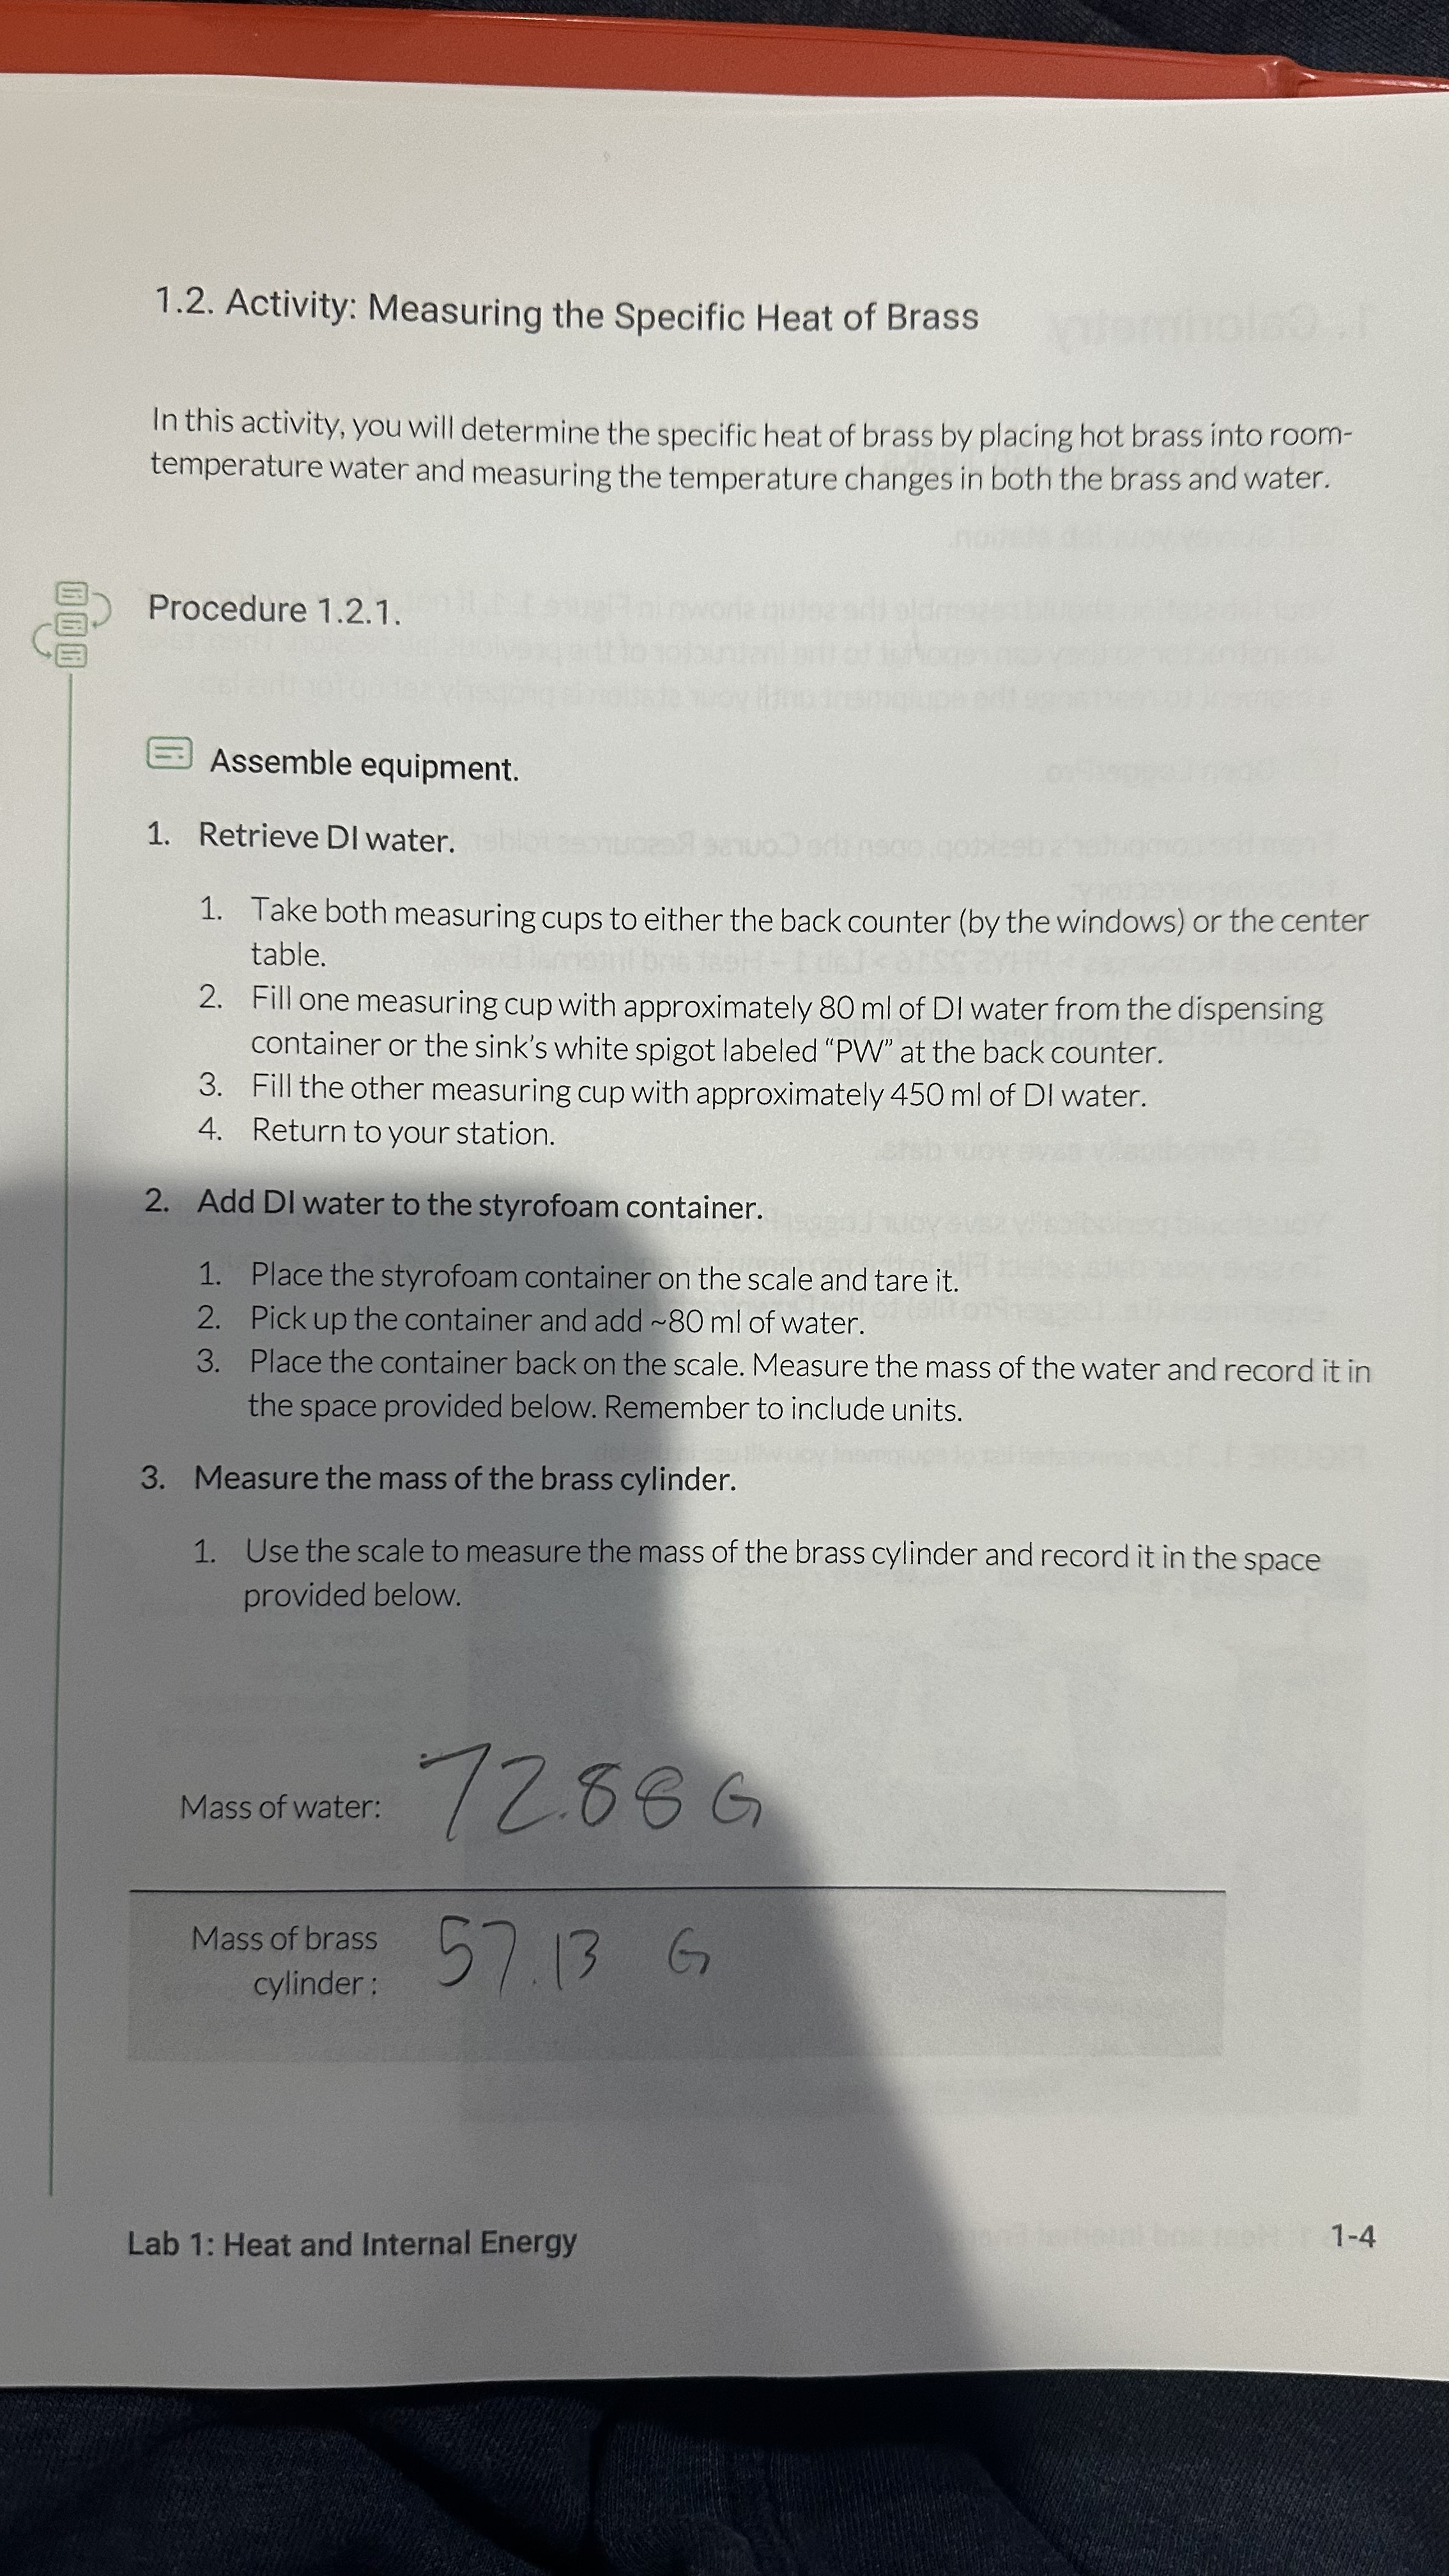 1.2. Activity: Measuring the Specific Heat of Brass
In this activity, you will determine the specific heat of brass by placing hot brass into room-
temperature water and measuring the temperature changes in both the brass and water.
Procedure 1.2.1.
Assemble equipment.
1. Retrieve DI water.
1. Take both measuring cups to either the back counter (by the windows) or the center
table.
2. Fill one measuring cup with approximately 80 ml of DI water from the dispensing
container or the sink's white spigot labeled “PW” at the back counter.
3. Fill the other measuring cup with approximately 450 ml of DI water.
4. Return to your station.
2. Add DI water to the styrofoam container.
1. Place the styrofoam container on the scale and tare it.
2. Pick up the container and add ~80 ml of water.
3. Place the container back on the scale. Measure the mass of the water and record it in
the space provided below. Remember to include units.
3. Measure the mass of the brass cylinder.
1. Use the scale to measure the mass of the brass cylinder and record it in the space
provided below.
Mass of water: 72.88 G
Mass of brass
cylinder : 57.13 G
Lab 1: Heat and Internal Energy 1-4